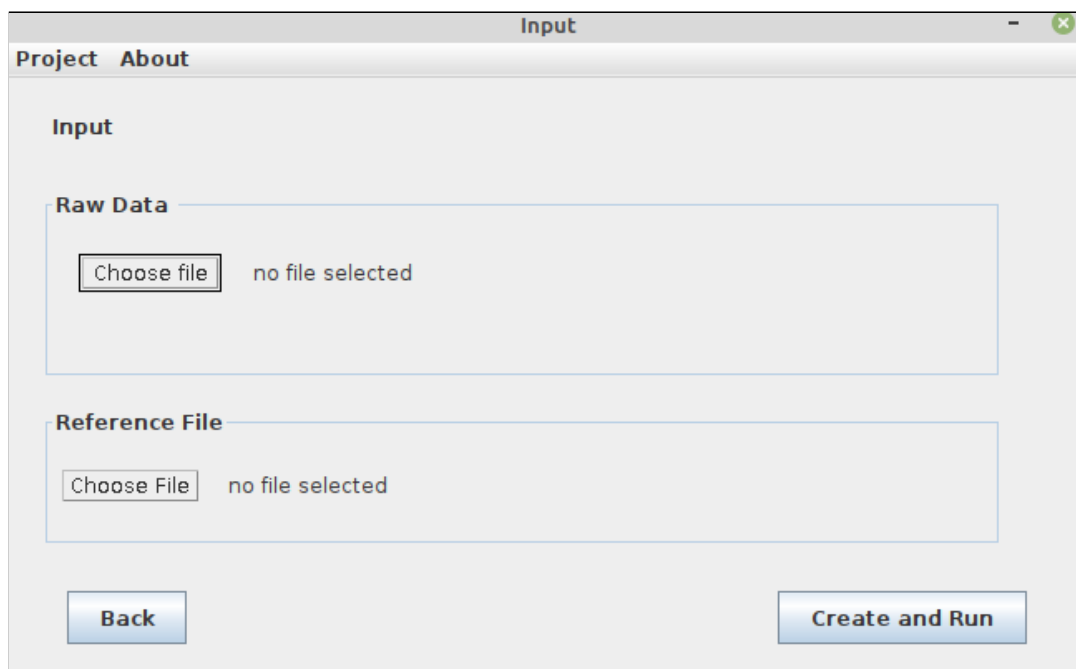 Input
Project About
Input
Raw Data
Choose file no file selected
Reference File
Choose File no file selected
Back Create and Run